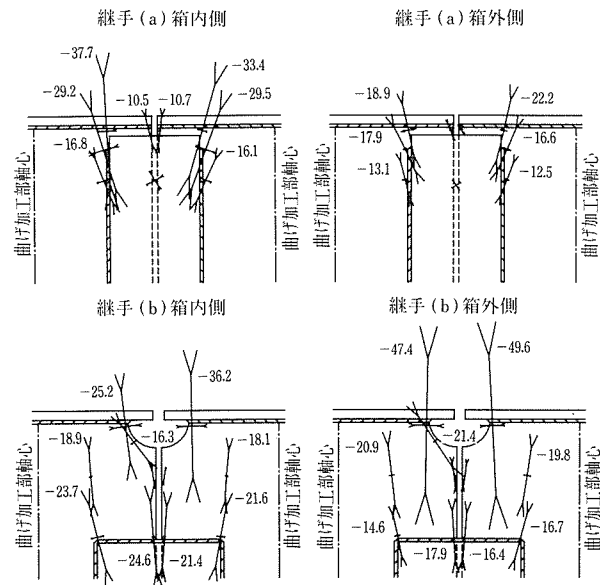 継手(a)箱内側
-37.7
-33.4
-29.2
-10.5
-10.7
-29.5
-16.8
-16.1
曲げ加工部軸心
曲げ加工部軸心
継手(a)箱外側
-18.9
-22.2
-17.9
-16.6
-13.1
-12.5
曲げ加工部軸心
曲げ加工部軸心
継手(b)箱内側
-36.2
-25.2
-18.9
-16.3
-18.1
-23.7
-21.6
-24.6
-21.4
曲げ加工部軸心
曲げ加工部軸心
継手(b)箱外側
-47.4
-49.6
-20.9
-21.4
-19.8
-14.6
-16.7
-17.9
-16.4
曲げ加工部軸心
曲げ加工部軸心